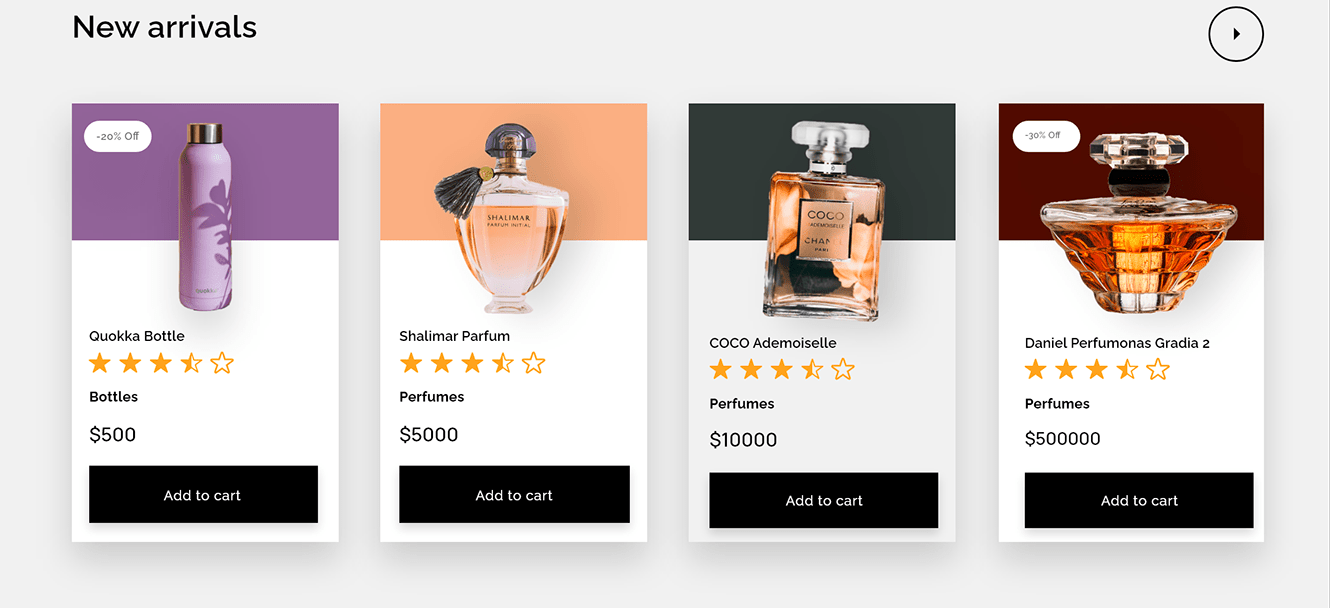 New arrivals
-20% Off
quokka
Quokka Bottle
Bottles
$500
Add to cart
SHALIMAR
PARFUM INITIAL
Shalimar Parfum
Perfumes
$5000
Add to cart
COCO
MADEMOISELLE
CHANEL
PARIS
COCO Ademoiselle
Perfumes
$10000
Add to cart
-30% Off
Daniel Perfumonas Gradia 2
Perfumes
$500000
Add to cart